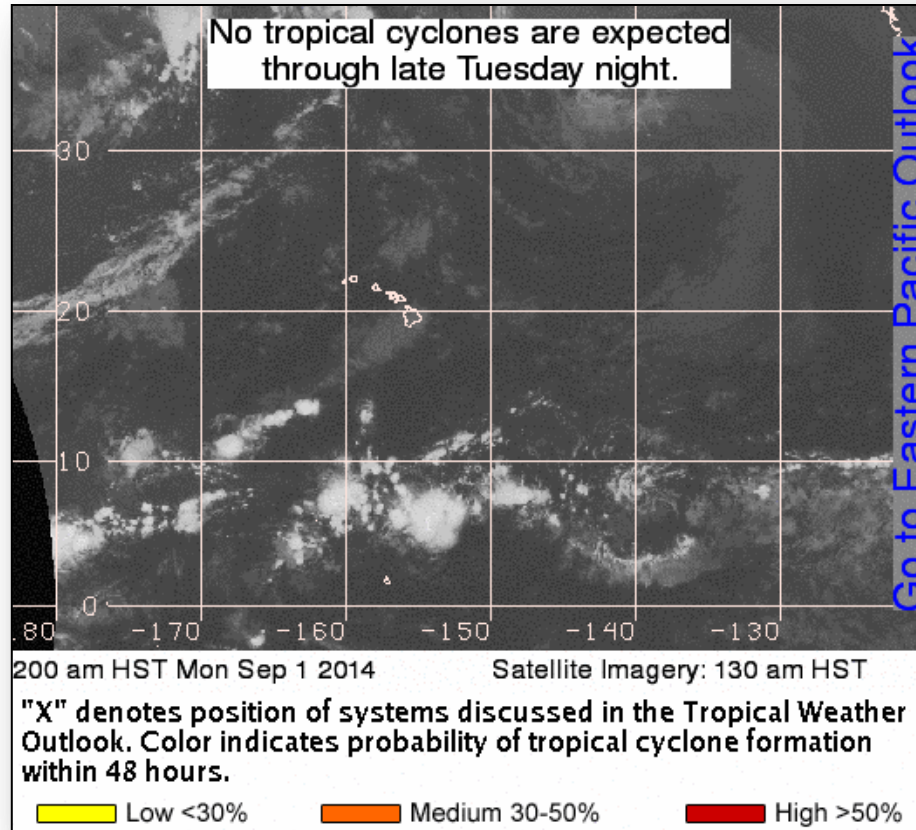 No tropical cyclones are expected
through late Tuesday night.
Go to Eastern Pacific Outlook
30
20
10
0
.80 -170 -160 -150 -140 -130
200 am HST Mon Sep 1 2014 Satellite Imagery: 130 am HST
"X" denotes position of systems discussed in the Tropical Weather
Outlook. Color indicates probability of tropical cyclone formation
within 48 hours.
Low <30% Medium 30-50% High >50%